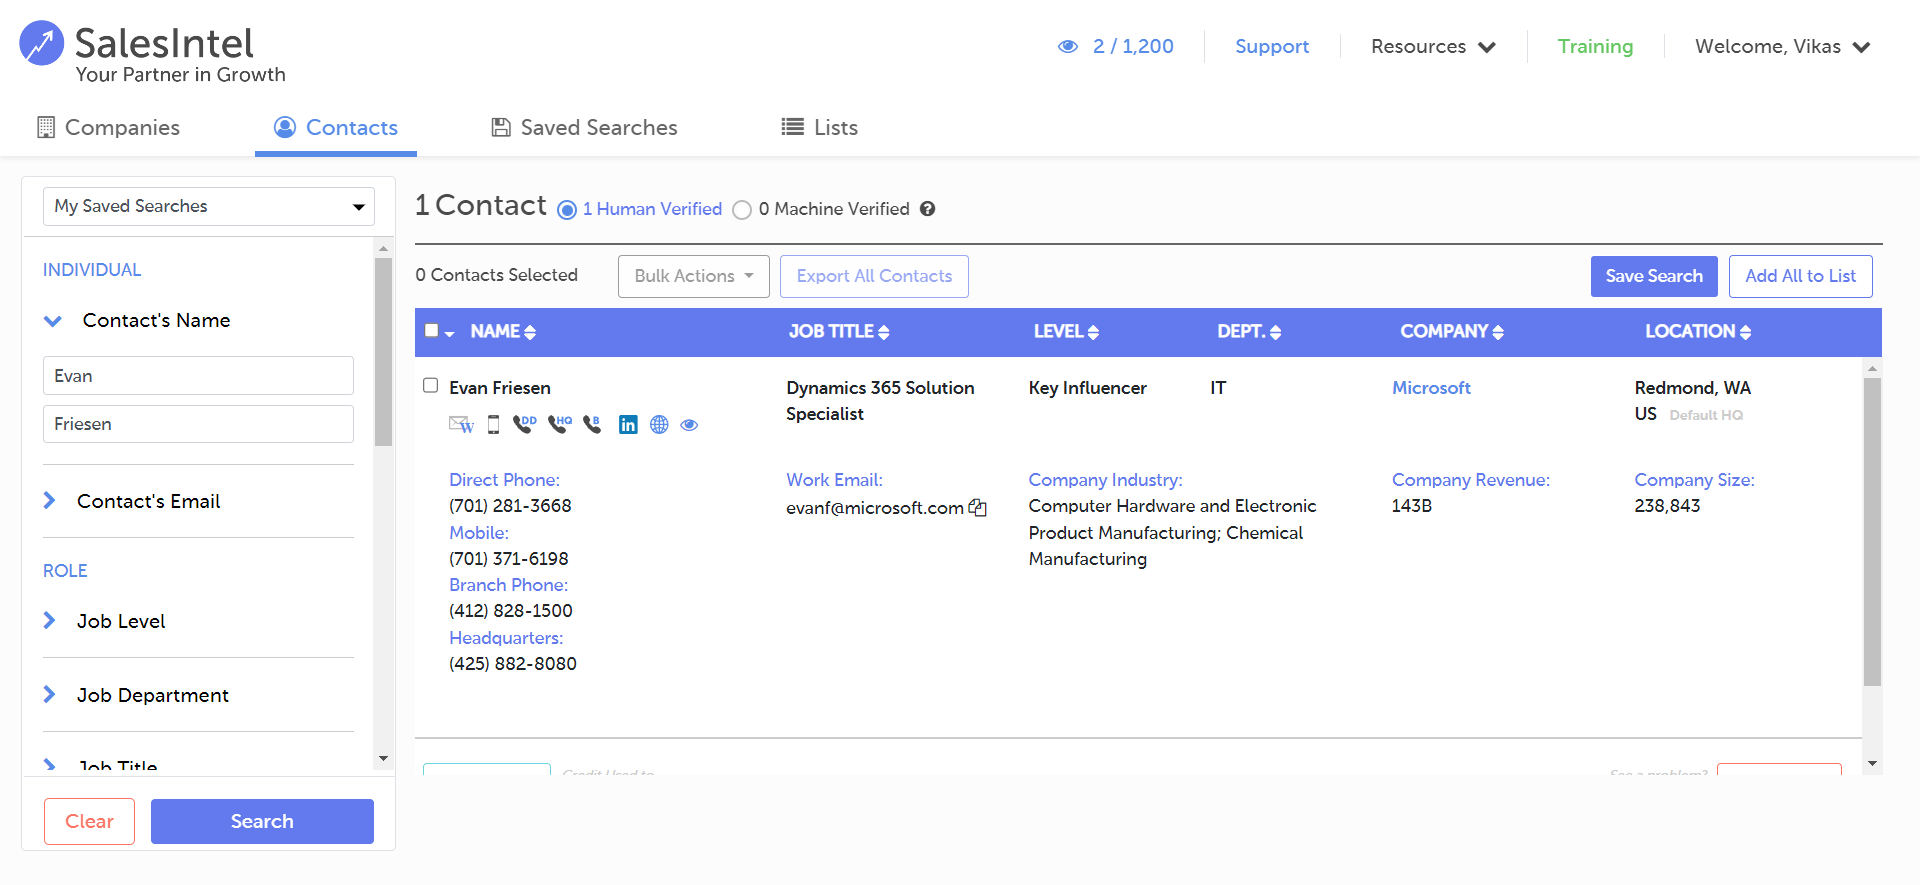 SalesIntel
Your Partner in Growth
2 / 1,200
Support
Resources
Training
Welcome, Vikas
Companies
Contacts
Saved Searches
Lists
My Saved Searches
INDIVIDUAL
Contact's Name
Evan
Friesen
Contact's Email
ROLE
Job Level
Job Department
Job Title
Clear
Search
1 Contact
1 Human Verified
0 Machine Verified
?
0 Contacts Selected
Bulk Actions
Export All Contacts
Save Search
Add All to List
NAME
JOB TITLE
LEVEL
DEPT.
COMPANY
LOCATION
Evan Friesen
Dynamics 365 Solution
Specialist
Key Influencer
IT
Microsoft
Redmond, WA
US Default HQ
W
DD
HQ
B
in
Direct Phone:
(701) 281-3668
Mobile:
(701) 371-6198
Branch Phone:
(412) 828-1500
Headquarters:
(425) 882-8080
Work Email:
evanf@microsoft.com
Company Industry:
Computer Hardware and Electronic
Product Manufacturing; Chemical
Manufacturing
Company Revenue:
143B
Company Size:
238,843
Credit Used to
See a problem?